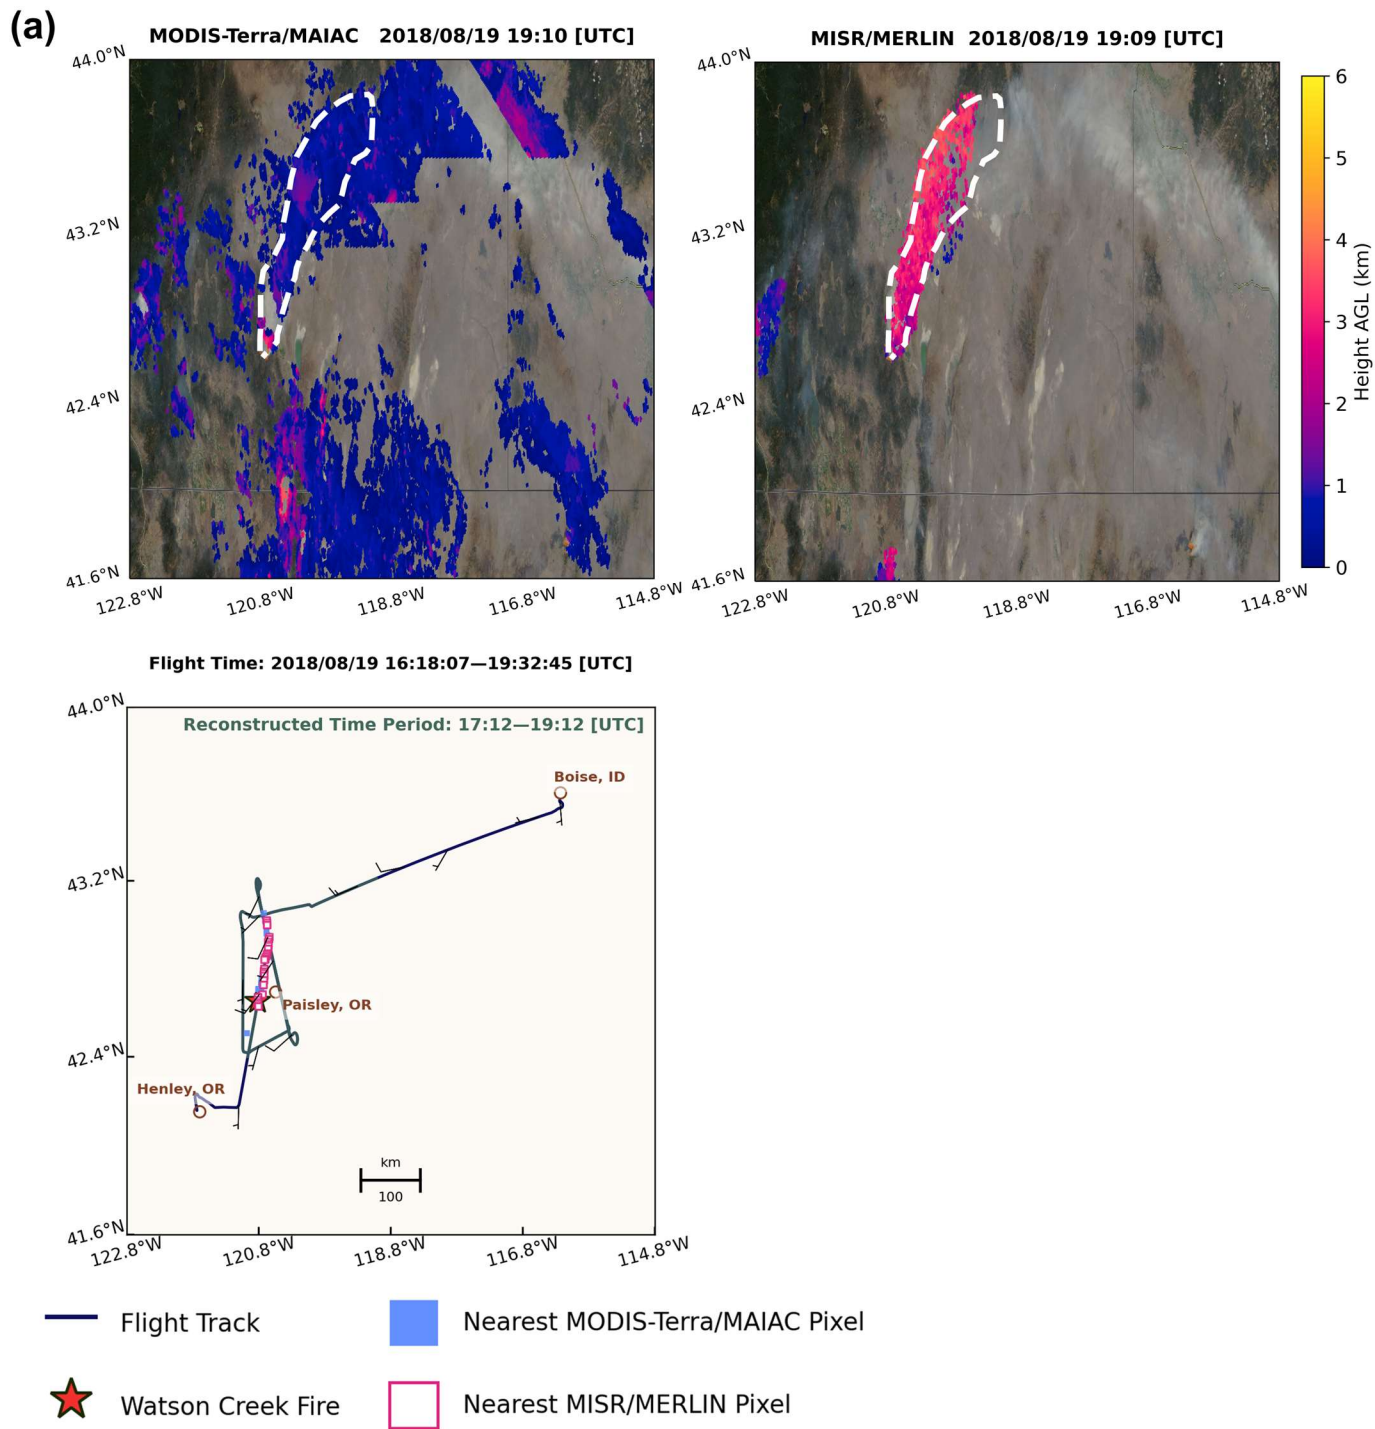 (a)
MODIS-Terra/MAIAC 2018/08/19 19:10 [UTC]
44.0°N
43.2°N
42.4°N
41.6°N
122.8°W
120.8°W
118.8°W
116.8°W
114.8°W
MISR/MERLIN 2018/08/19 19:09 [UTC]
44.0°N
43.2°N
42.4°N
41.6°N
122.8°W
120.8°W
118.8°W
116.8°W
114.8°W
6
5
4
3
2
1
0
Height AGL (km)
Flight Time: 2018/08/19 16:18:07—19:32:45 [UTC]
Reconstructed Time Period: 17:12—19:12 [UTC]
44.0°N
43.2°N
42.4°N
41.6°N
Boise, ID
Paisley, OR
Henley, OR
km
100
122.8°W
120.8°W
118.8°W
116.8°W
114.8°W
Flight Track
Nearest MODIS-Terra/MAIAC Pixel
Watson Creek Fire
Nearest MISR/MERLIN Pixel